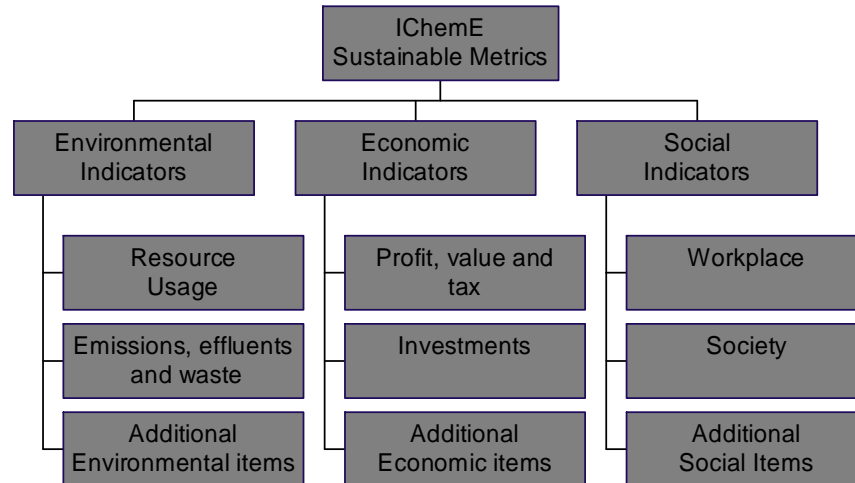 IChemE
Sustainable Metrics
Environmental
Indicators
Economic
Indicators
Social
Indicators
Resource
Usage
Profit, value and
tax
Workplace
Emissions, effluents
and waste
Investments
Society
Additional
Environmental items
Additional
Economic items
Additional
Social Items